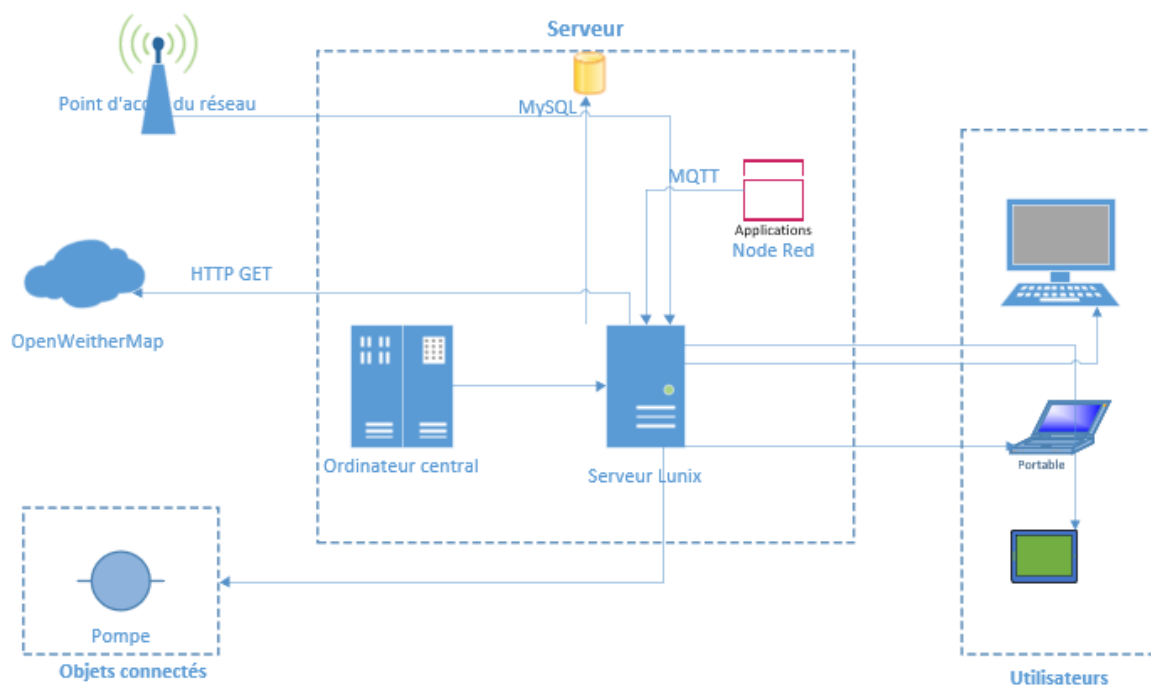 Serveur
Point d'accès du réseau
MySQL
MQTT
Applications
Node Red
HTTP GET
OpenWeitherMap
Ordinateur central
Serveur Lunix
Portable
Pompe
Objets connectés
Utilisateurs